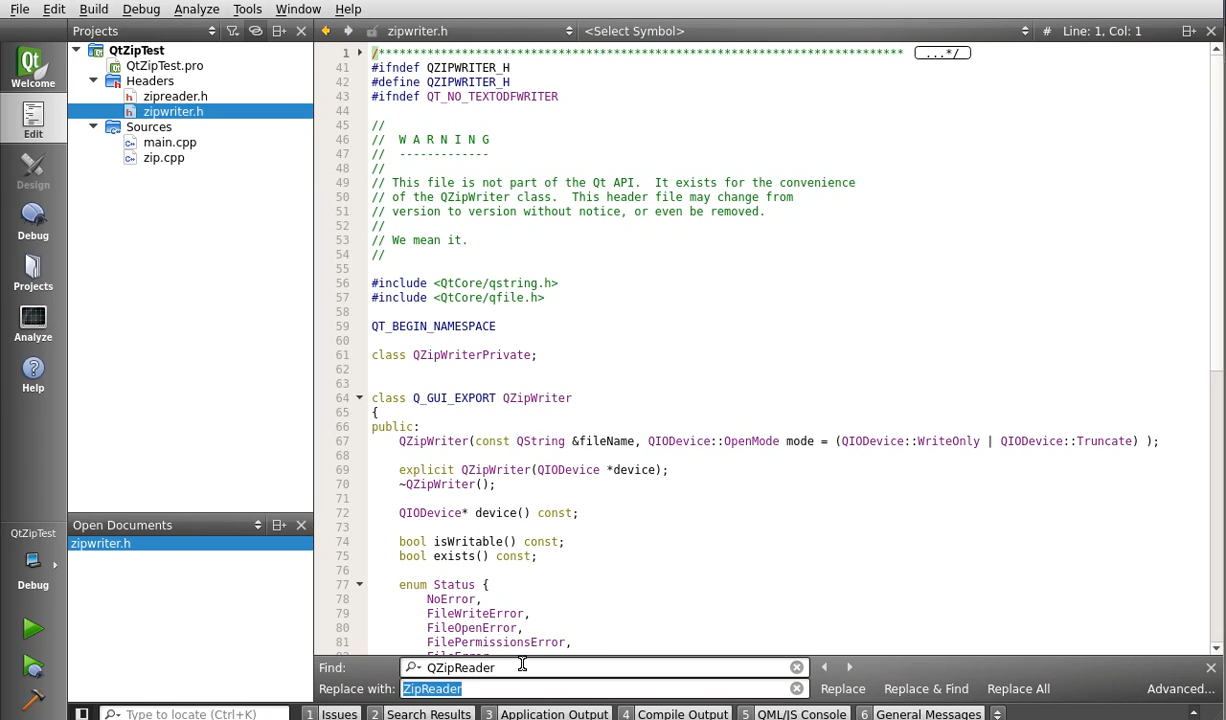 File Edit Build Debug Analyze Tools Window Help
Projects zipwriter.h <Select Symbol> # Line: 1, Col: 1
Welcome
Edit
Design
Debug
Projects
Analyze
Help
QtZipTest
Debug
QtZipTest
QtZipTest.pro
Headers
zipreader.h
zipwriter.h
Sources
main.cpp
zip.cpp
Open Documents
zipwriter.h
1 /**************************************************************************** ...*/
41 #ifndef QZIPWRITER_H
42 #define QZIPWRITER_H
43 #ifndef QT_NO_TEXTODFWRITER
44
45 //
46 //  W A R N I N G
47 //  -------------
48 //
49 // This file is not part of the Qt API.  It exists for the convenience
50 // of the QZipWriter class.  This header file may change from
51 // version to version without notice, or even be removed.
52 //
53 // We mean it.
54 //
55
56 #include <QtCore/qstring.h>
57 #include <QtCore/qfile.h>
58
59 QT_BEGIN_NAMESPACE
60
61 class QZipWriterPrivate;
62
63
64 class Q_GUI_EXPORT QZipWriter
65 {
66 public:
67     QZipWriter(const QString &fileName, QIODevice::OpenMode mode = (QIODevice::WriteOnly | QIODevice::Truncate) );
68
69     explicit QZipWriter(QIODevice *device);
70     ~QZipWriter();
71
72     QIODevice* device() const;
73
74     bool isWritable() const;
75     bool exists() const;
76
77     enum Status {
78         NoError,
79         FileWriteError,
80         FileOpenError,
81         FilePermissionsError,
Find: QZipReader
Replace with: ZipReader Replace Replace & Find Replace All Advanced...
Type to locate (Ctrl+K) 1 Issues 2 Search Results 3 Application Output 4 Compile Output 5 QML/JS Console 6 General Messages